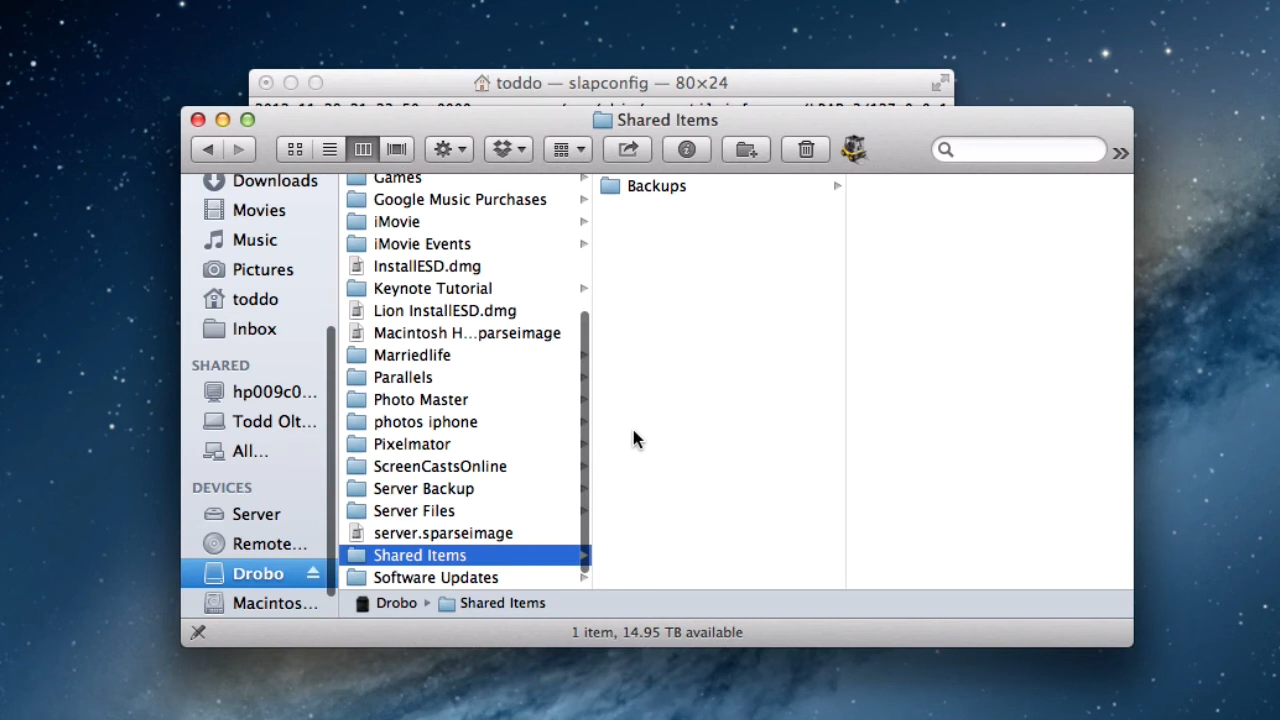 toddo — slapconfig — 80×24
Shared Items
Downloads
Movies
Music
Pictures
toddo
Inbox
SHARED
hp009c0...
Todd Olt...
All...
DEVICES
Server
Remote...
Drobo
Macintos...
Games
Google Music Purchases
iMovie
iMovie Events
InstallESD.dmg
Keynote Tutorial
Lion InstallESD.dmg
Macintosh H...parseimage
Marriedlife
Parallels
Photo Master
photos iphone
Pixelmator
ScreenCastsOnline
Server Backup
Server Files
server.sparseimage
Shared Items
Software Updates
Backups
Drobo ▸ Shared Items
1 item, 14.95 TB available